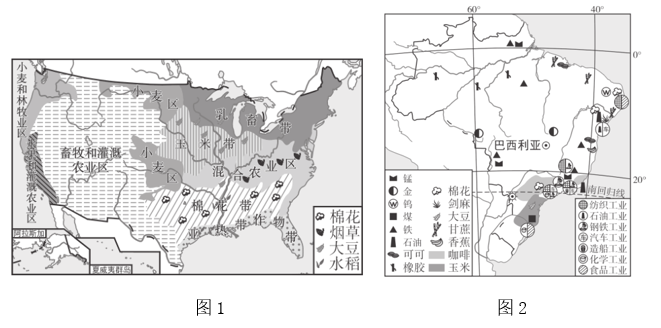 小麦和林牧业区
小麦区
乳畜带
玉米带
畜牧和灌溉
农业区
小麦区
混合农业区
棉花带
亚热带作物带
灌溉农业区
阿拉斯加
夏威夷群岛
棉花
烟草
大豆
水稻
图1
60°
40°
0°
巴西利亚
20°
南回归线
锰
金
钨
煤
铁
石油
可可
橡胶
棉花
剑麻
大豆
甘蔗
香蕉
咖啡
玉米
纺织工业
石油工业
钢铁工业
汽车工业
造船工业
化学工业
食品工业
图2